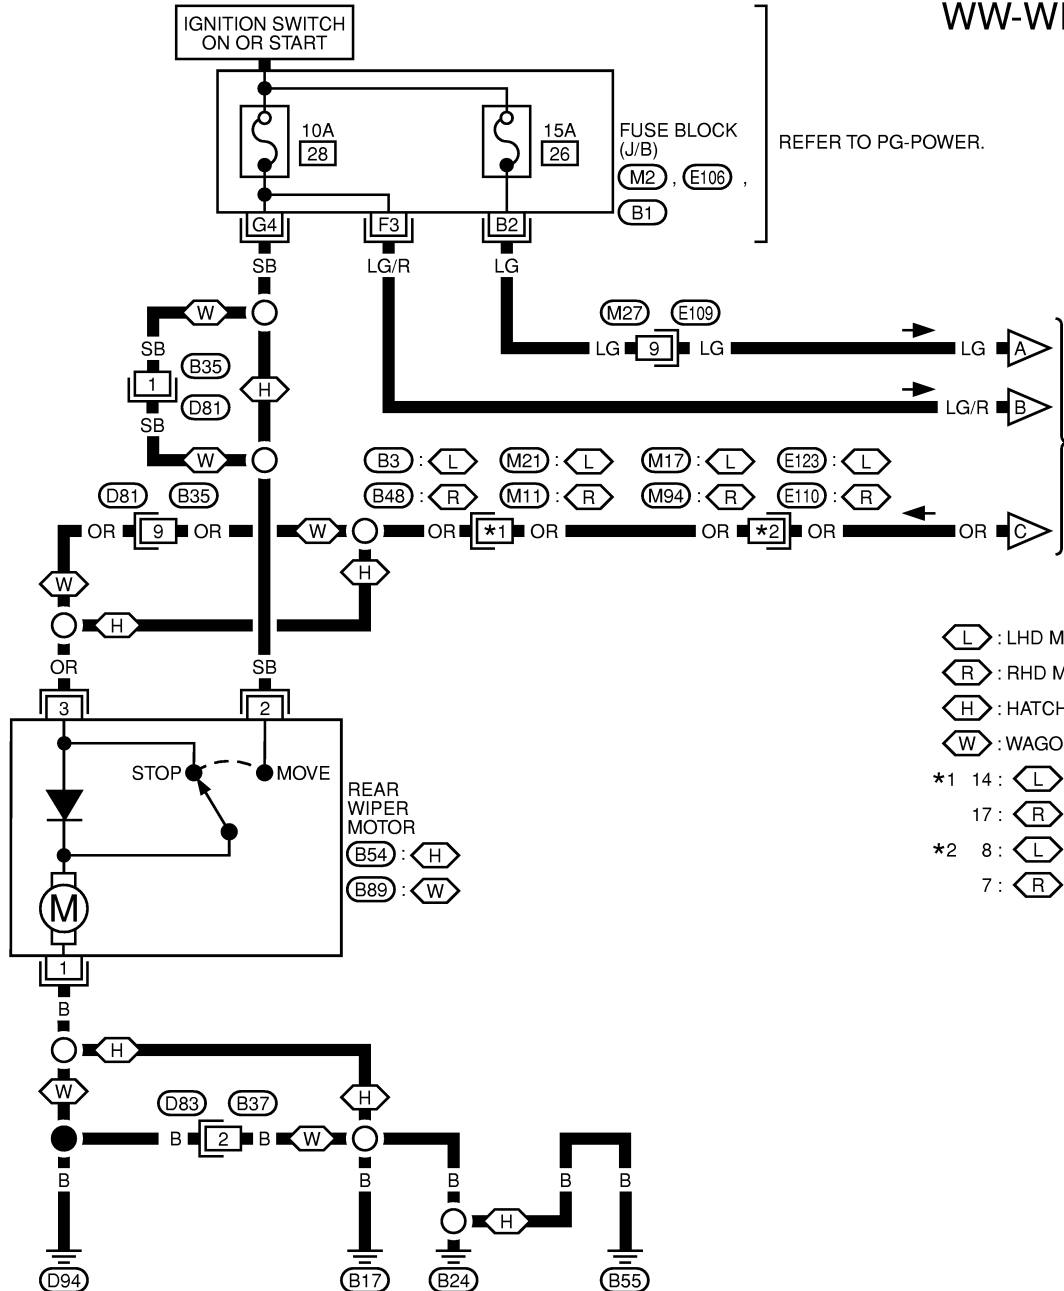 WW-WI
IGNITION SWITCH
ON OR START
10A
28
15A
26
FUSE BLOCK
(J/B)
M2 , E106 ,
B1
REFER TO PG-POWER.
G4 F3 B2
SB LG/R LG
W
M27 E109
SB
LG 9 LG LG A
B35
1
H
D81
LG/R B
SB
W
B3 : L M21 : L M17 : L E123 : L
D81 B35
B48 : R M11 : R M94 : R E110 : R
OR 9 OR W OR *1 OR OR *2 OR OR C
W H
H
L : LHD M
OR SB
R : RHD M
3 2
H : HATCH
W : WAGO
STOP MOVE
*1 14 : L
REAR
WIPER
MOTOR
17 : R
B54 : H
*2 8 : L
B89 : W
7 : R
M
1
B
H
W H
D83 B37
B 2 B W
B B B B B
H
D94 B17 B24 B55